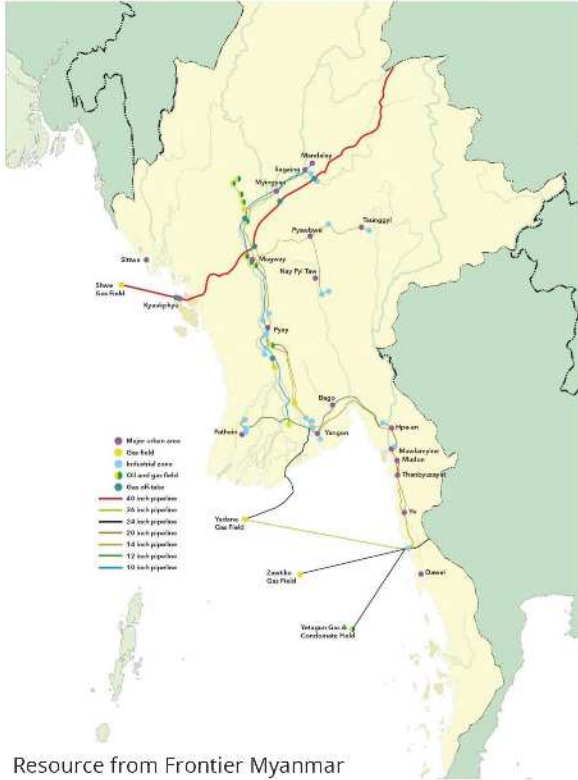 Mandalay
Sagaing
Myingyan
Taunggyi
Pyawbwe
Magway
Nay Pyi Taw
Sittwe
Shwe
Gas Field
Kyaukphyu
Pyay
Bago
Pathein
Yangon
Hpa-an
Mawlamyine
Mudon
Thanbyuzayat
Ye
Dawei
Major urban area
Gas field
Industrial zone
Oil and gas field
Gas off-take
40 inch pipeline
36 inch pipeline
24 inch pipeline
20 inch pipeline
14 inch pipeline
12 inch pipeline
10 inch pipeline
Yadana
Gas Field
Zawtika
Gas Field
Yetagun Gas &
Condensate Field
Resource from Frontier Myanmar